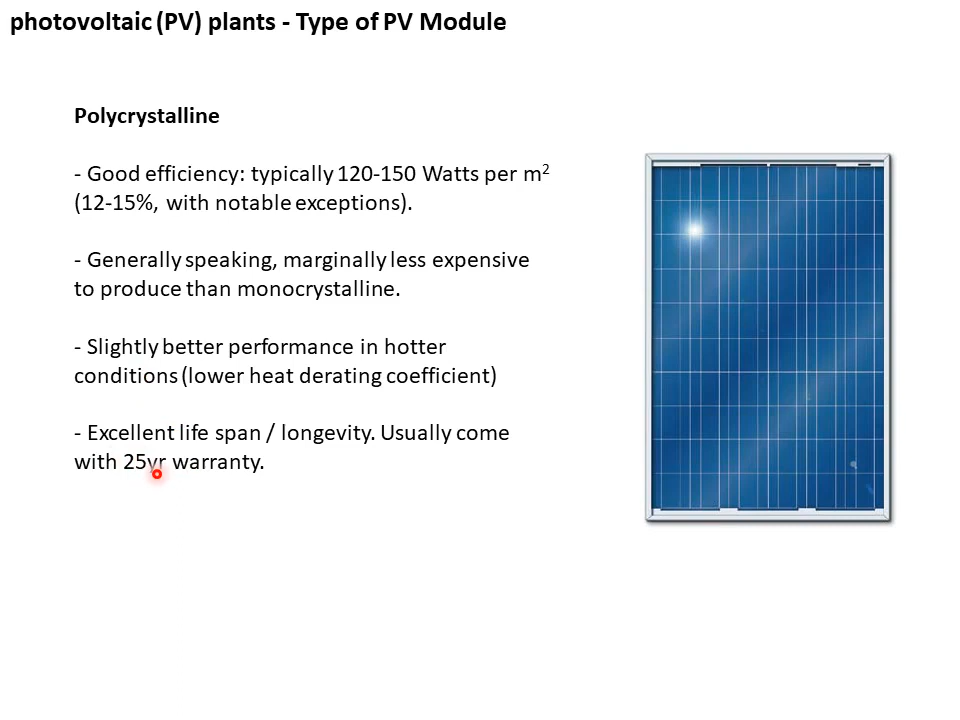 photovoltaic (PV) plants - Type of PV Module
Polycrystalline
- Good efficiency: typically 120-150 Watts per m²
(12-15%, with notable exceptions).
- Generally speaking, marginally less expensive
to produce than monocrystalline.
- Slightly better performance in hotter
conditions (lower heat derating coefficient)
- Excellent life span / longevity. Usually come
with 25yr warranty.